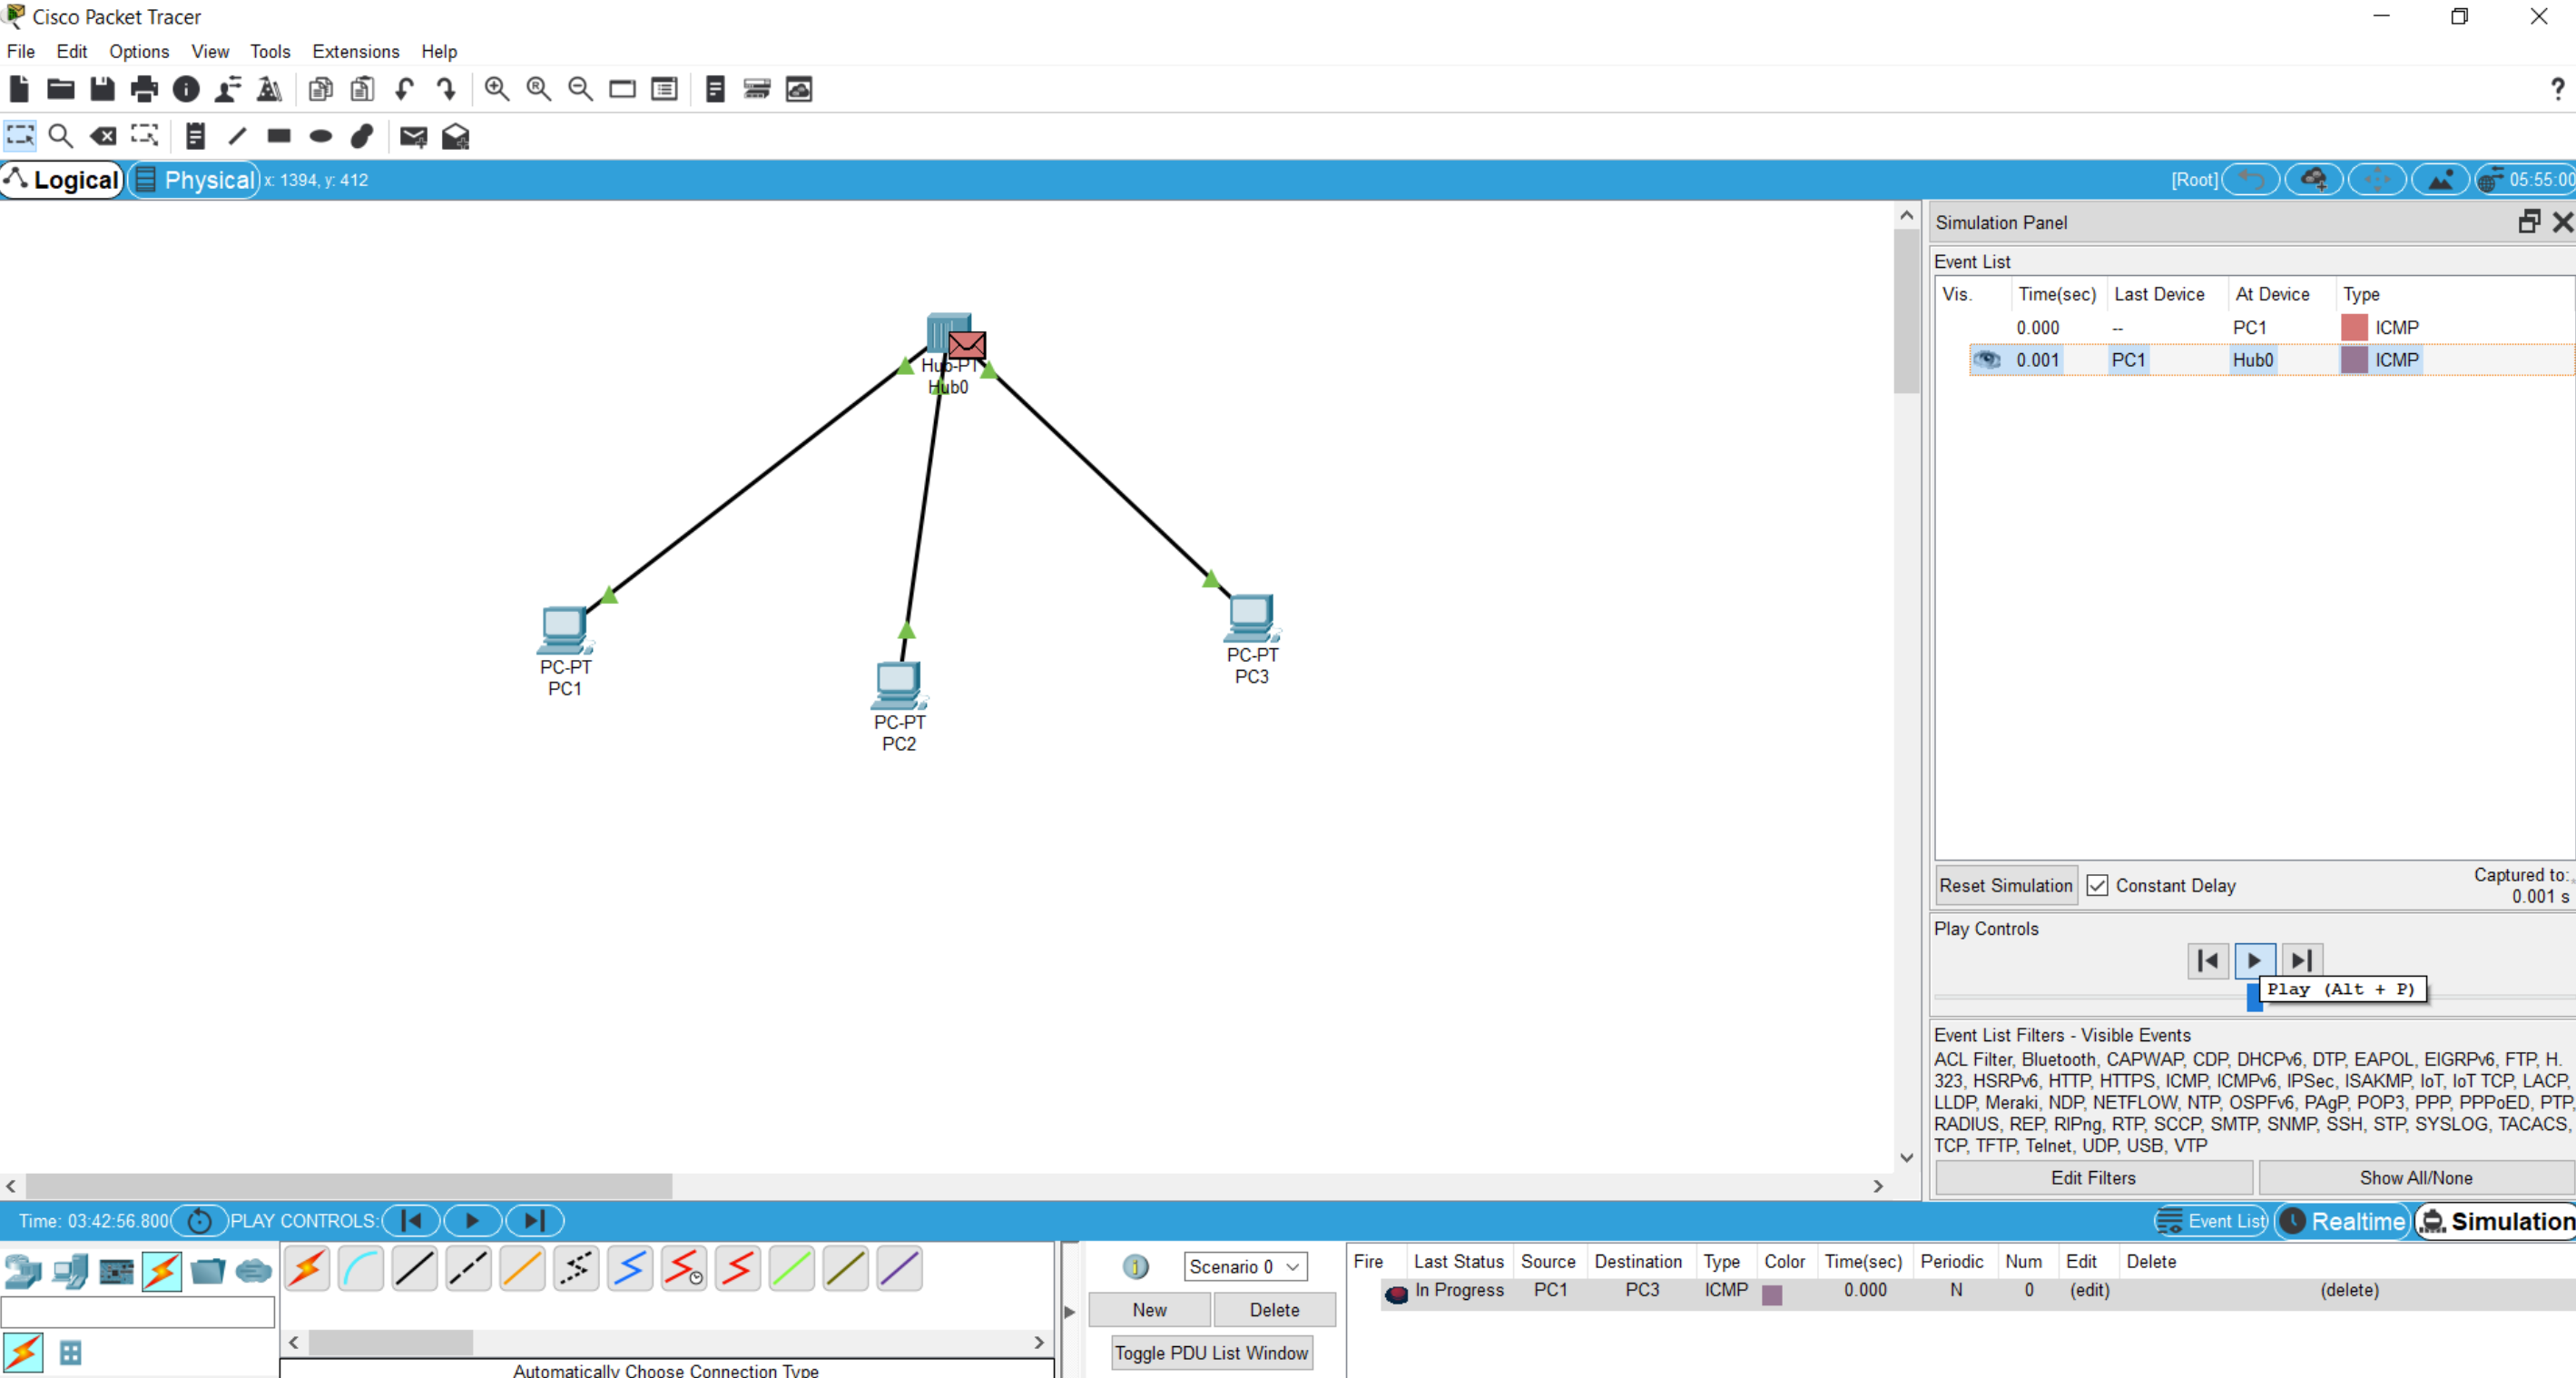 Cisco Packet Tracer
File Edit Options View Tools Extensions Help
Logical Physical x: 1394, y: 412 [Root] 05:55:00
Simulation Panel
Event List
Vis. Time(sec) Last Device At Device Type
0.000 -- PC1 ICMP
0.001 PC1 Hub0 ICMP
Hub-PT
Hub0
PC-PT
PC1
PC-PT
PC2
PC-PT
PC3
Reset Simulation Constant Delay Captured to:
0.001 s
Play Controls
Play (Alt + P)
Event List Filters - Visible Events
ACL Filter, Bluetooth, CAPWAP, CDP, DHCPv6, DTP, EAPOL, EIGRPv6, FTP, H.
323, HSRPv6, HTTP, HTTPS, ICMP, ICMPv6, IPSec, ISAKMP, IoT, IoT TCP, LACP,
LLDP, Meraki, NDP, NETFLOW, NTP, OSPFv6, PAgP, POP3, PPP, PPPoED, PTP,
RADIUS, REP, RIPng, RTP, SCCP, SMTP, SNMP, SSH, STP, SYSLOG, TACACS,
TCP, TFTP, Telnet, UDP, USB, VTP
Edit Filters Show All/None
Time: 03:42:56.800 PLAY CONTROLS: Event List Realtime Simulation
Scenario 0
New Delete
Toggle PDU List Window
Fire Last Status Source Destination Type Color Time(sec) Periodic Num Edit Delete
In Progress PC1 PC3 ICMP 0.000 N 0 (edit) (delete)
Automatically Choose Connection Type